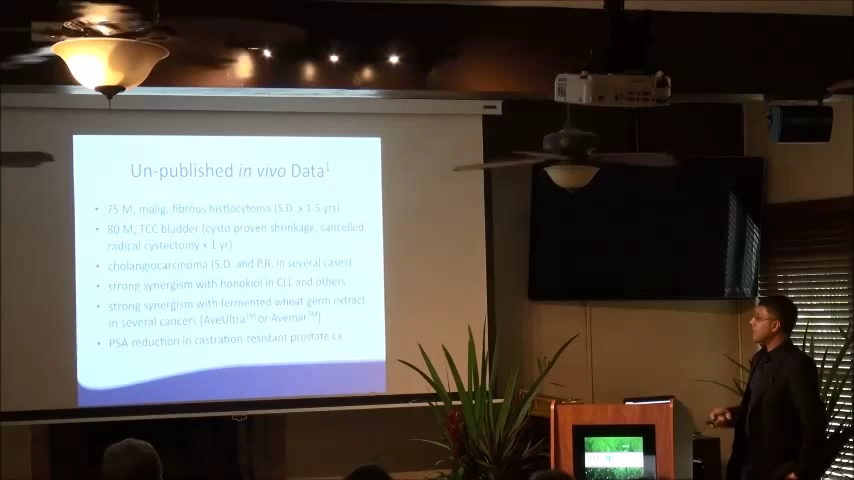 Un-published in vivo Data1
• 75 M, malig. fibrous histiocytoma (S.D. x 1.5 yrs)
• 80 M, TCC bladder (cysto proven shrinkage, cancelled
radical cystectomy x 1 yr)
• cholangiocarcinoma (S.D. and P.R. in several cases)
• strong synergism with honokiol in CLL and others
• strong synergism with fermented wheat germ extract
in several cancers (AveUltra™ or Avemar™)
• PSA reduction in castration-resistant prostate ca